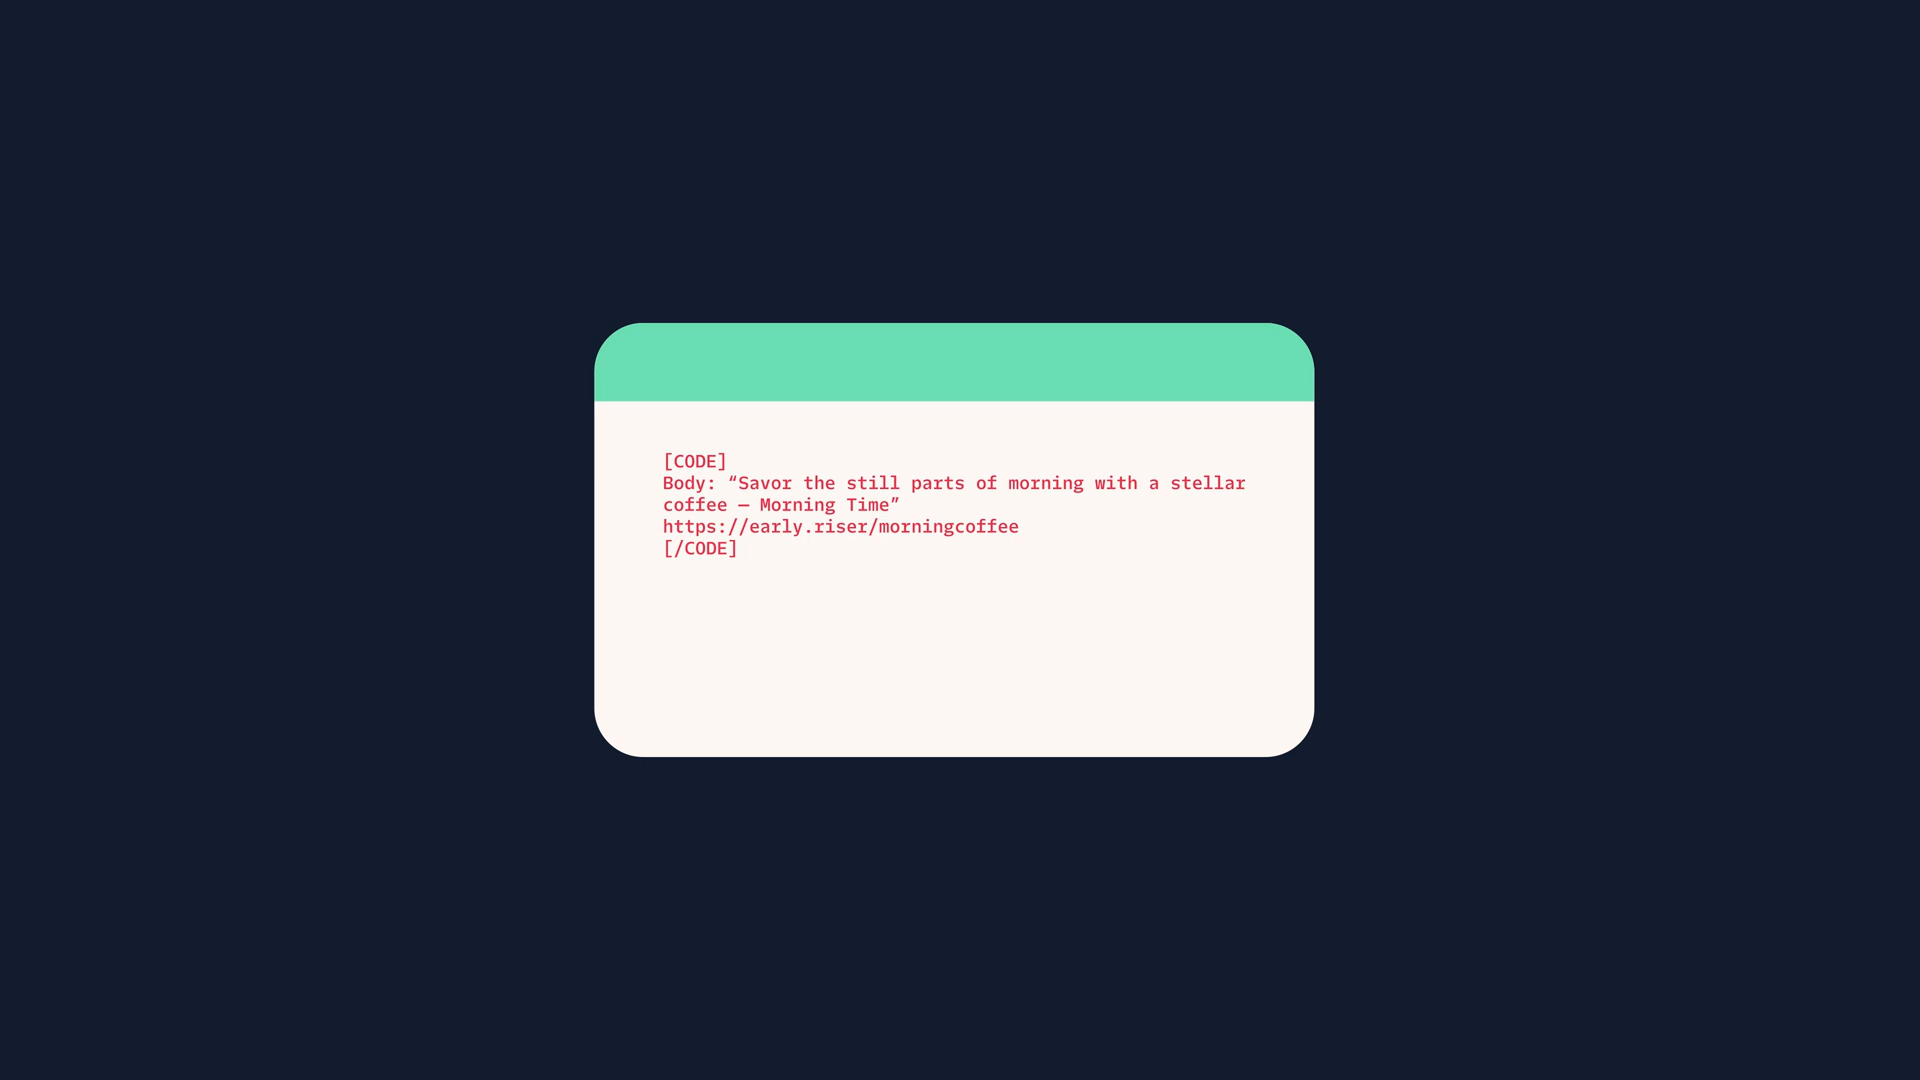 [CODE]
Body: “Savor the still parts of morning with a stellar
coffee — Morning Time”
https://early.riser/morningcoffee
[/CODE]